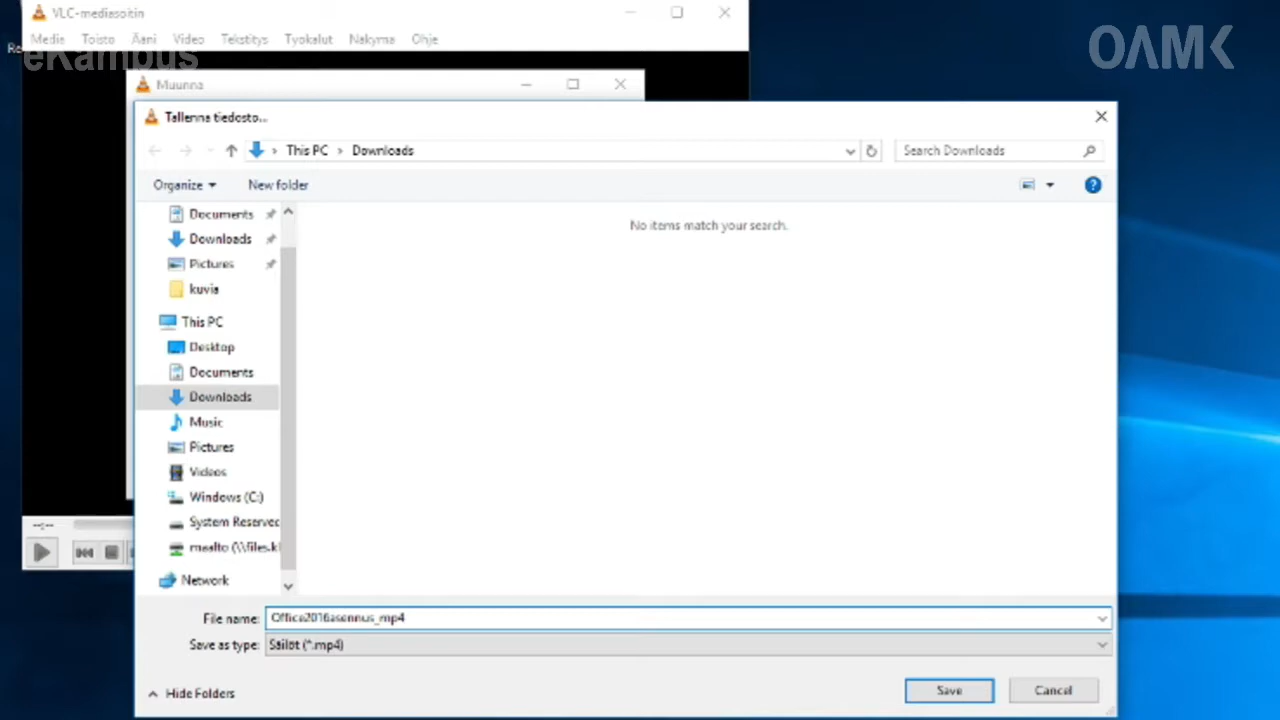 VLC-mediasoitin
Media Toisto Ääni Video Tekstitys Työkalut Näkymä Ohje
eKampus
OAMK
Muunna
Tallenna tiedosto...
This PC > Downloads
Search Downloads
Organize
New folder
Documents
Downloads
Pictures
kuvia
This PC
Desktop
Documents
Downloads
Music
Pictures
Videos
Windows (C:)
System Reserved
maalto (\\files.k
Network
No items match your search.
File name: Office2016asennus_mp4
Save as type: Säilöt (*.mp4)
Hide Folders
Save
Cancel
--:--